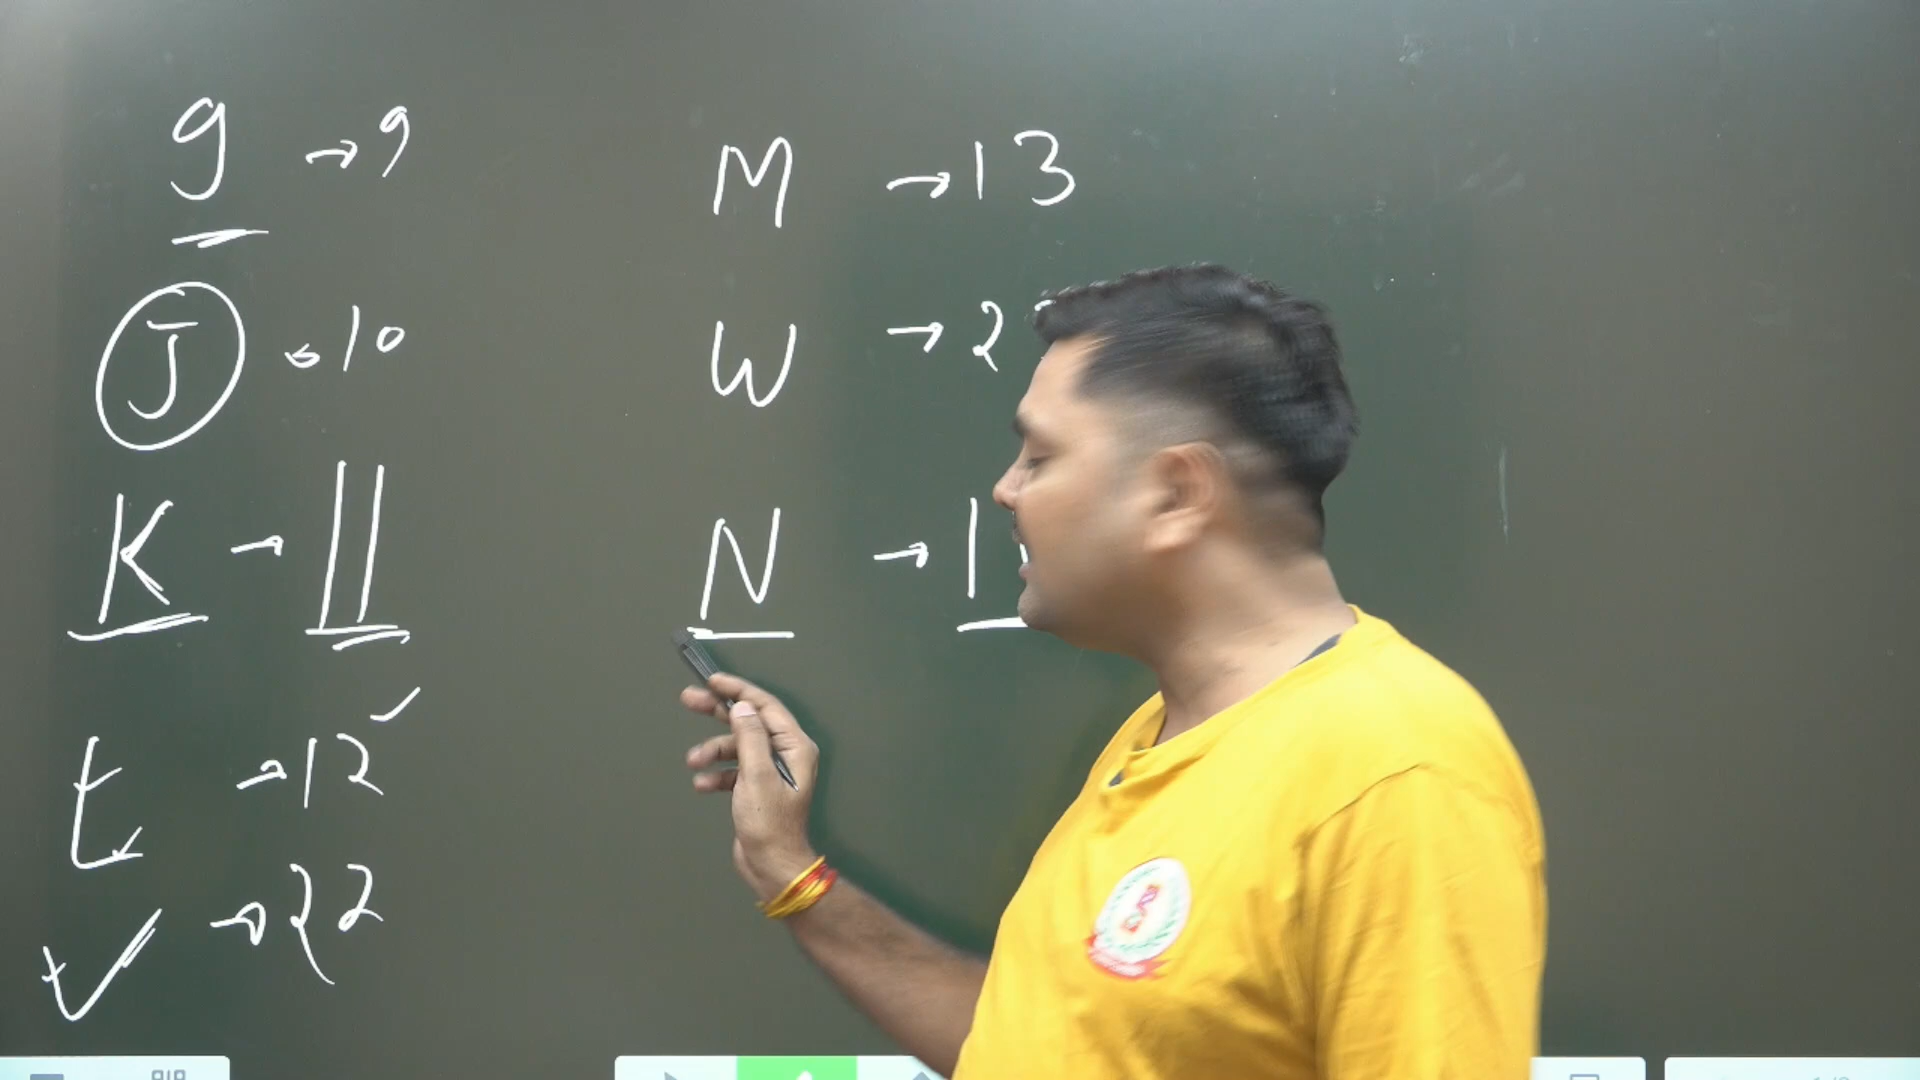 g → 9
J → 10
K → 11
L → 12
V → 22
M → 13
W → 2
N → 1